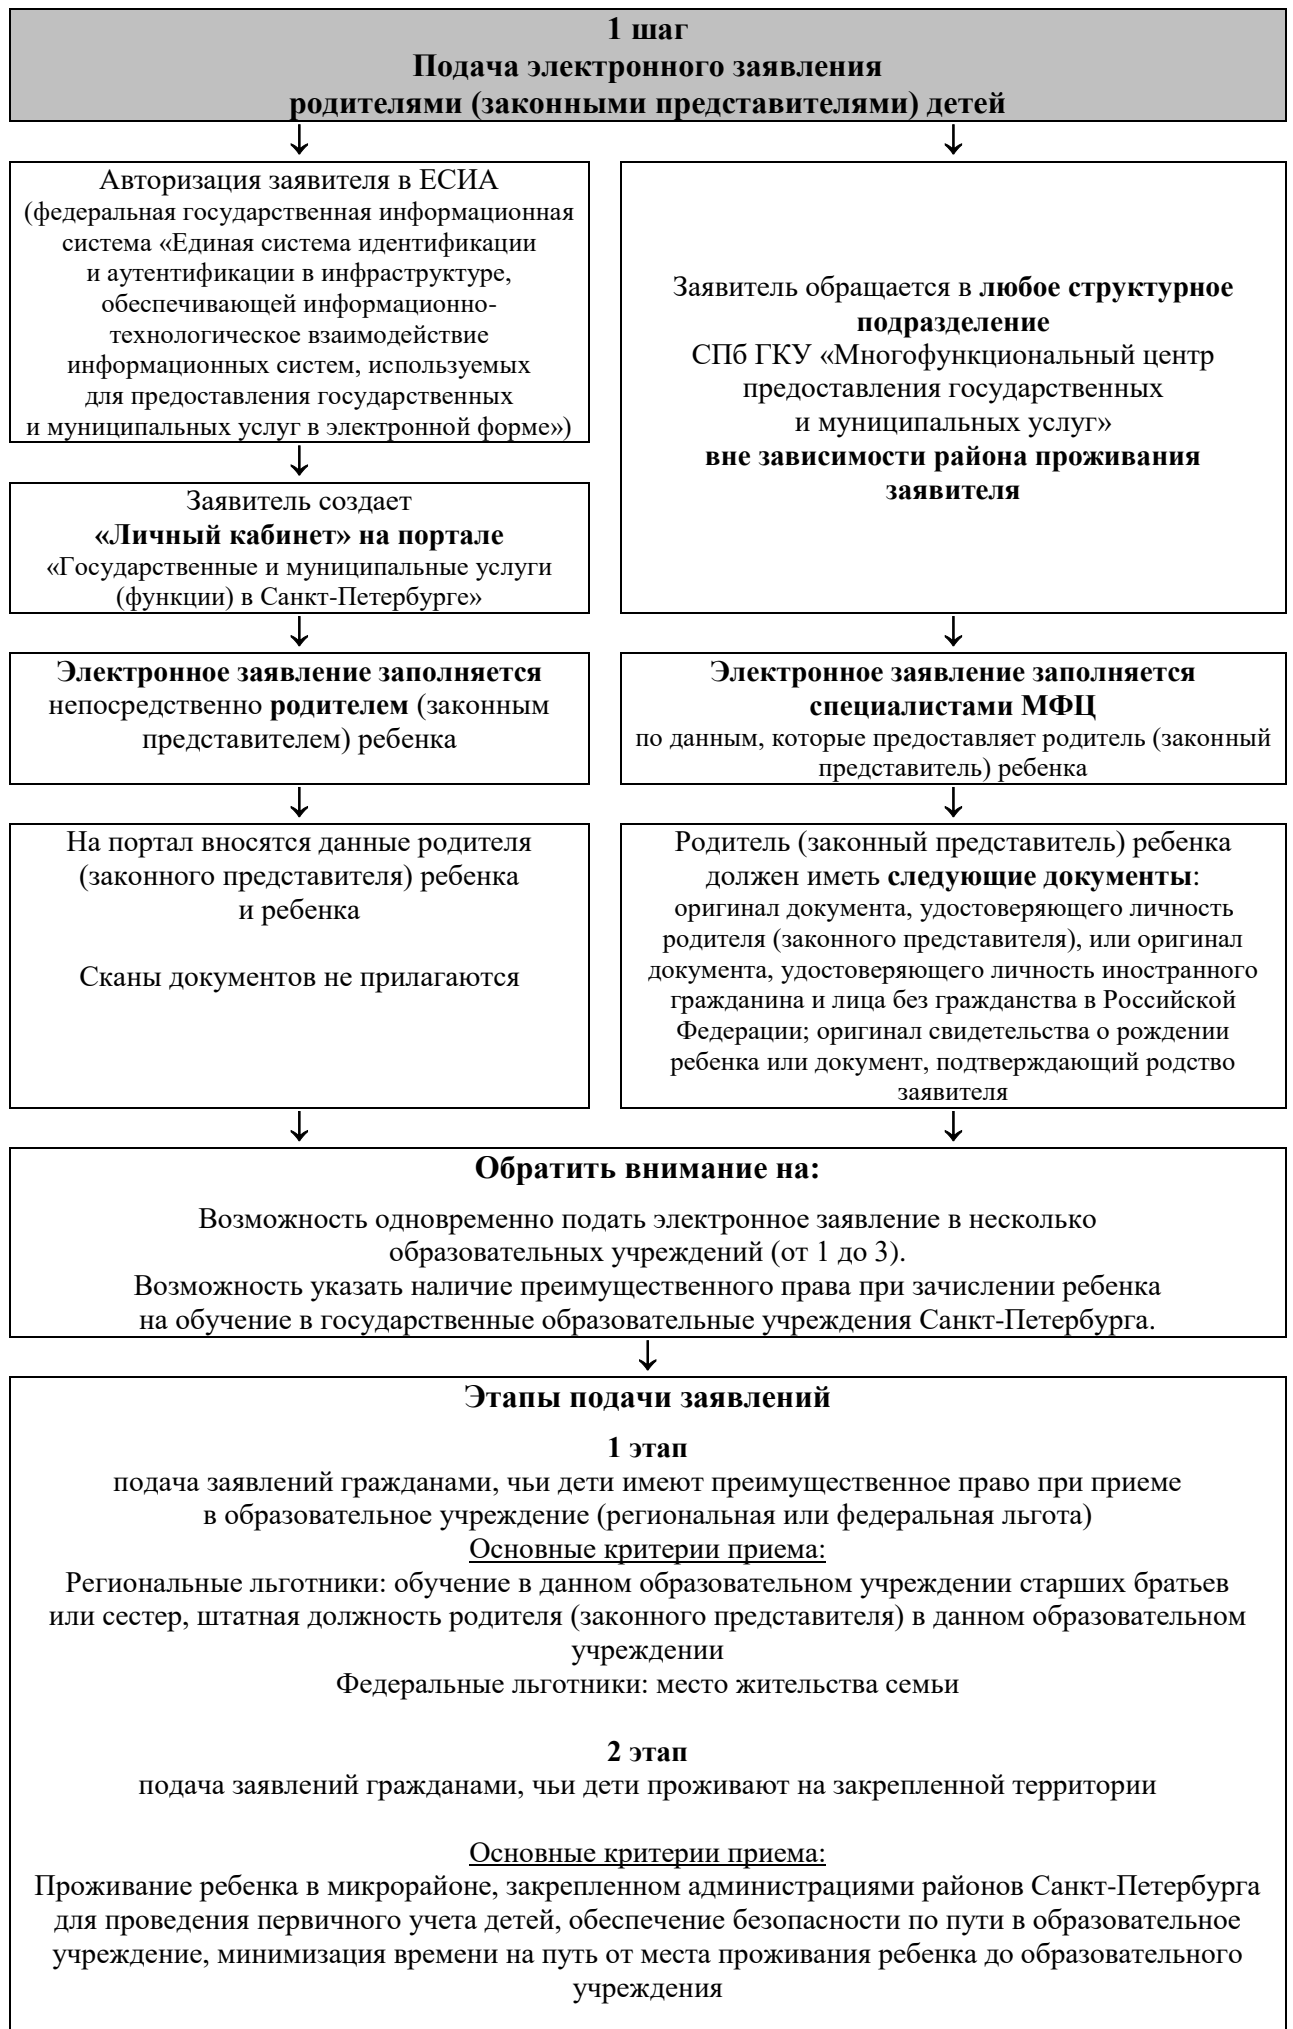 1 шаг
Подача электронного заявления
родителями (законными представителями) детей
Авторизация заявителя в ЕСИА
(федеральная государственная информационная
система «Единая система идентификации
и аутентификации в инфраструктуре,
обеспечивающей информационно-
технологическое взаимодействие
информационных систем, используемых
для предоставления государственных
и муниципальных услуг в электронной форме»)
Заявитель создает
«Личный кабинет» на портале
«Государственные и муниципальные услуги
(функции) в Санкт-Петербурге»
Заявитель обращается в любое структурное
подразделение
СПб ГКУ «Многофункциональный центр
предоставления государственных
и муниципальных услуг»
вне зависимости района проживания
заявителя
Электронное заявление заполняется
непосредственно родителем (законным
представителем) ребенка
Электронное заявление заполняется
специалистами МФЦ
по данным, которые предоставляет родитель (законный
представитель) ребенка
На портал вносятся данные родителя
(законного представителя) ребенка
и ребенка
Сканы документов не прилагаются
Родитель (законный представитель) ребенка
должен иметь следующие документы:
оригинал документа, удостоверяющего личность
родителя (законного представителя), или оригинал
документа, удостоверяющего личность иностранного
гражданина и лица без гражданства в Российской
Федерации; оригинал свидетельства о рождении
ребенка или документ, подтверждающий родство
заявителя
Обратить внимание на:
Возможность одновременно подать электронное заявление в несколько
образовательных учреждений (от 1 до 3).
Возможность указать наличие преимущественного права при зачислении ребенка
на обучение в государственные образовательные учреждения Санкт-Петербурга.
Этапы подачи заявлений
1 этап
подача заявлений гражданами, чьи дети имеют преимущественное право при приеме
в образовательное учреждение (региональная или федеральная льгота)
Основные критерии приема:
Региональные льготники: обучение в данном образовательном учреждении старших братьев
или сестер, штатная должность родителя (законного представителя) в данном образовательном
учреждении
Федеральные льготники: место жительства семьи
2 этап
подача заявлений гражданами, чьи дети проживают на закрепленной территории
Основные критерии приема:
Проживание ребенка в микрорайоне, закрепленном администрациями районов Санкт-Петербурга
для проведения первичного учета детей, обеспечение безопасности по пути в образовательное
учреждение, минимизация времени на путь от места проживания ребенка до образовательного
учреждения